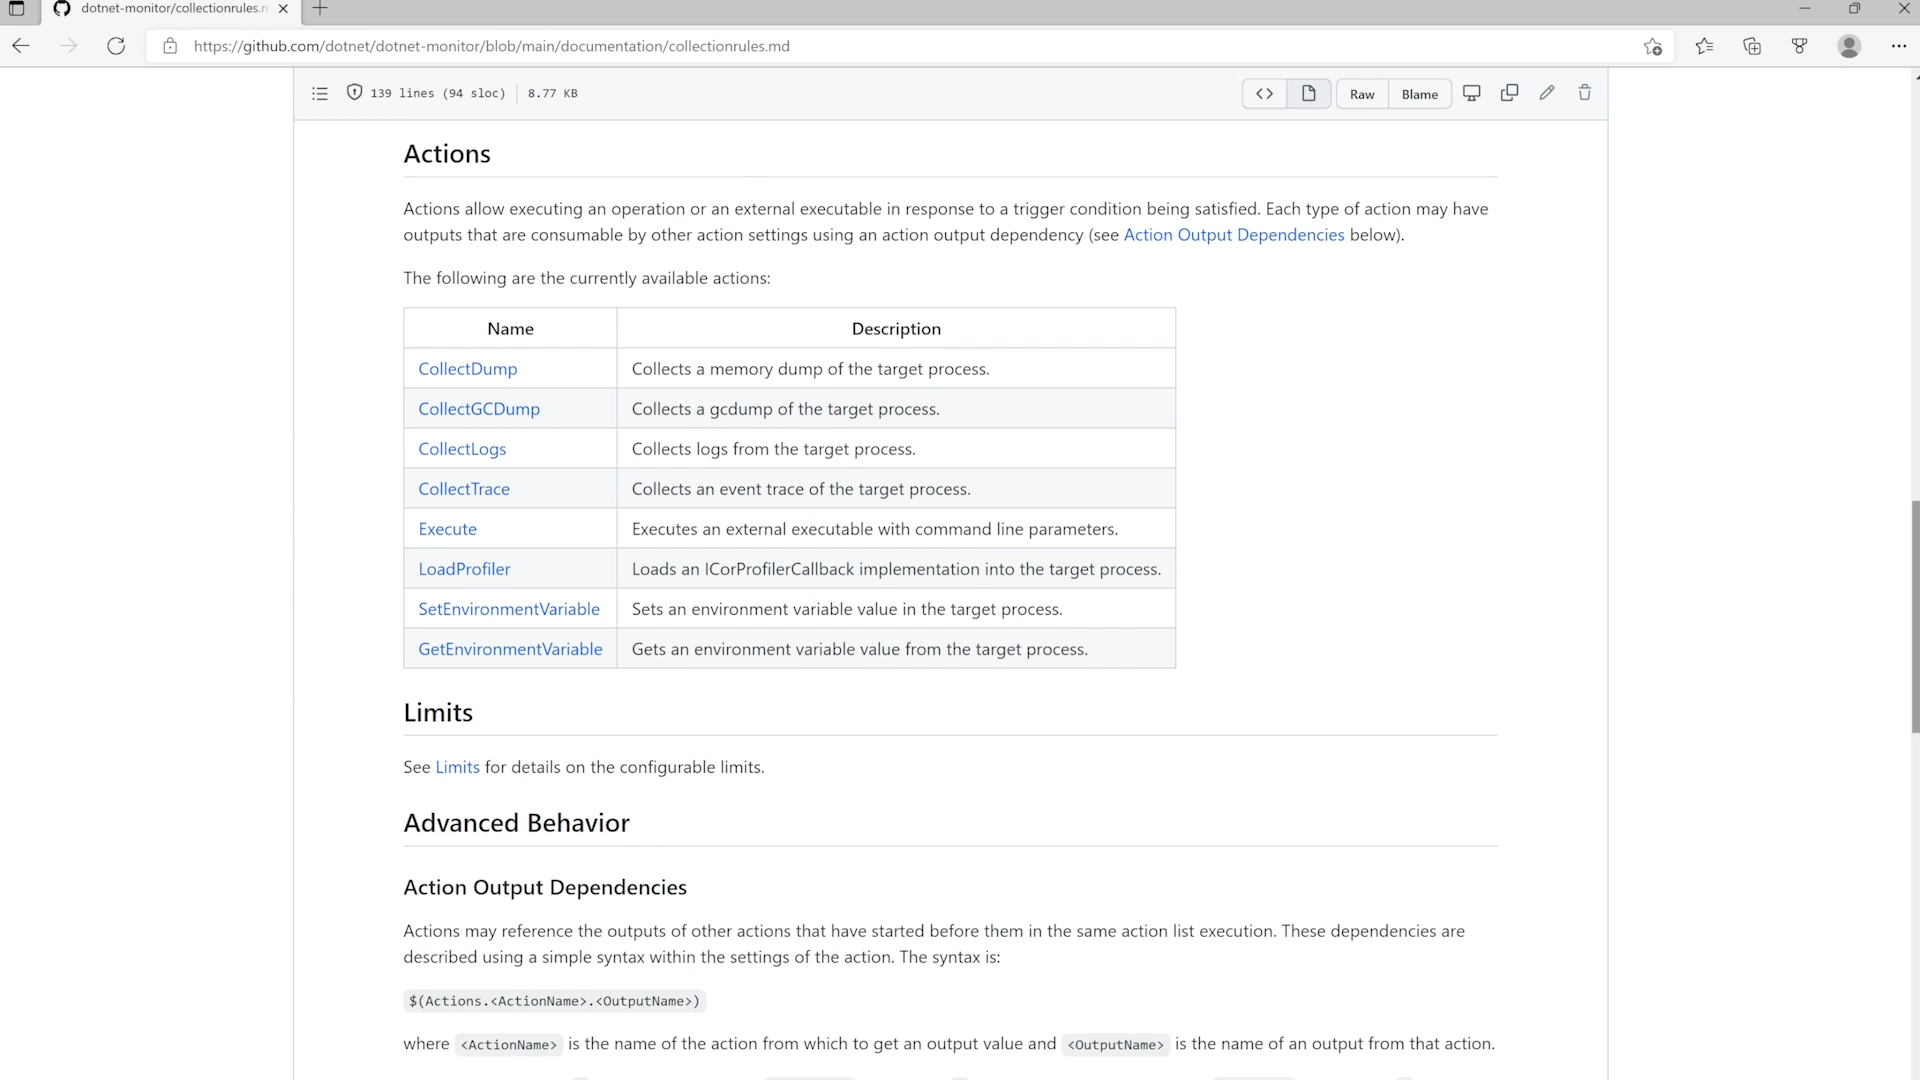 dotnet-monitor/collectionrules.m
https://github.com/dotnet/dotnet-monitor/blob/main/documentation/collectionrules.md
139 lines (94 sloc) 8.77 KB
Raw Blame
Actions
Actions allow executing an operation or an external executable in response to a trigger condition being satisfied. Each type of action may have
outputs that are consumable by other action settings using an action output dependency (see Action Output Dependencies below).
The following are the currently available actions:
Name Description
CollectDump Collects a memory dump of the target process.
CollectGCDump Collects a gcdump of the target process.
CollectLogs Collects logs from the target process.
CollectTrace Collects an event trace of the target process.
Execute Executes an external executable with command line parameters.
LoadProfiler Loads an ICorProfilerCallback implementation into the target process.
SetEnvironmentVariable Sets an environment variable value in the target process.
GetEnvironmentVariable Gets an environment variable value from the target process.
Limits
See Limits for details on the configurable limits.
Advanced Behavior
Action Output Dependencies
Actions may reference the outputs of other actions that have started before them in the same action list execution. These dependencies are
described using a simple syntax within the settings of the action. The syntax is:
$(Actions.<ActionName>.<OutputName>)
where <ActionName> is the name of the action from which to get an output value and <OutputName> is the name of an output from that action.